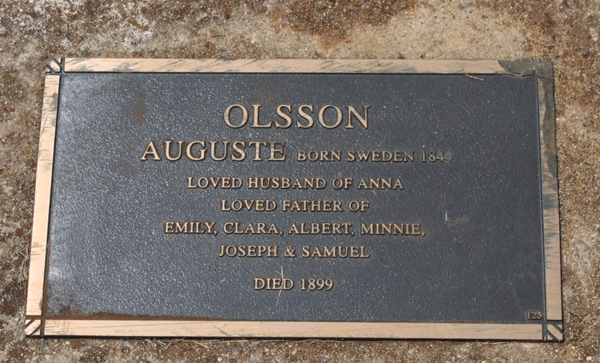 OLSSON
AUGUSTE BORN SWEDEN 1844
LOVED HUSBAND OF ANNA
LOVED FATHER OF
EMILY, CLARA, ALBERT, MINNIE,
JOSEPH & SAMUEL
DIED 1899
123